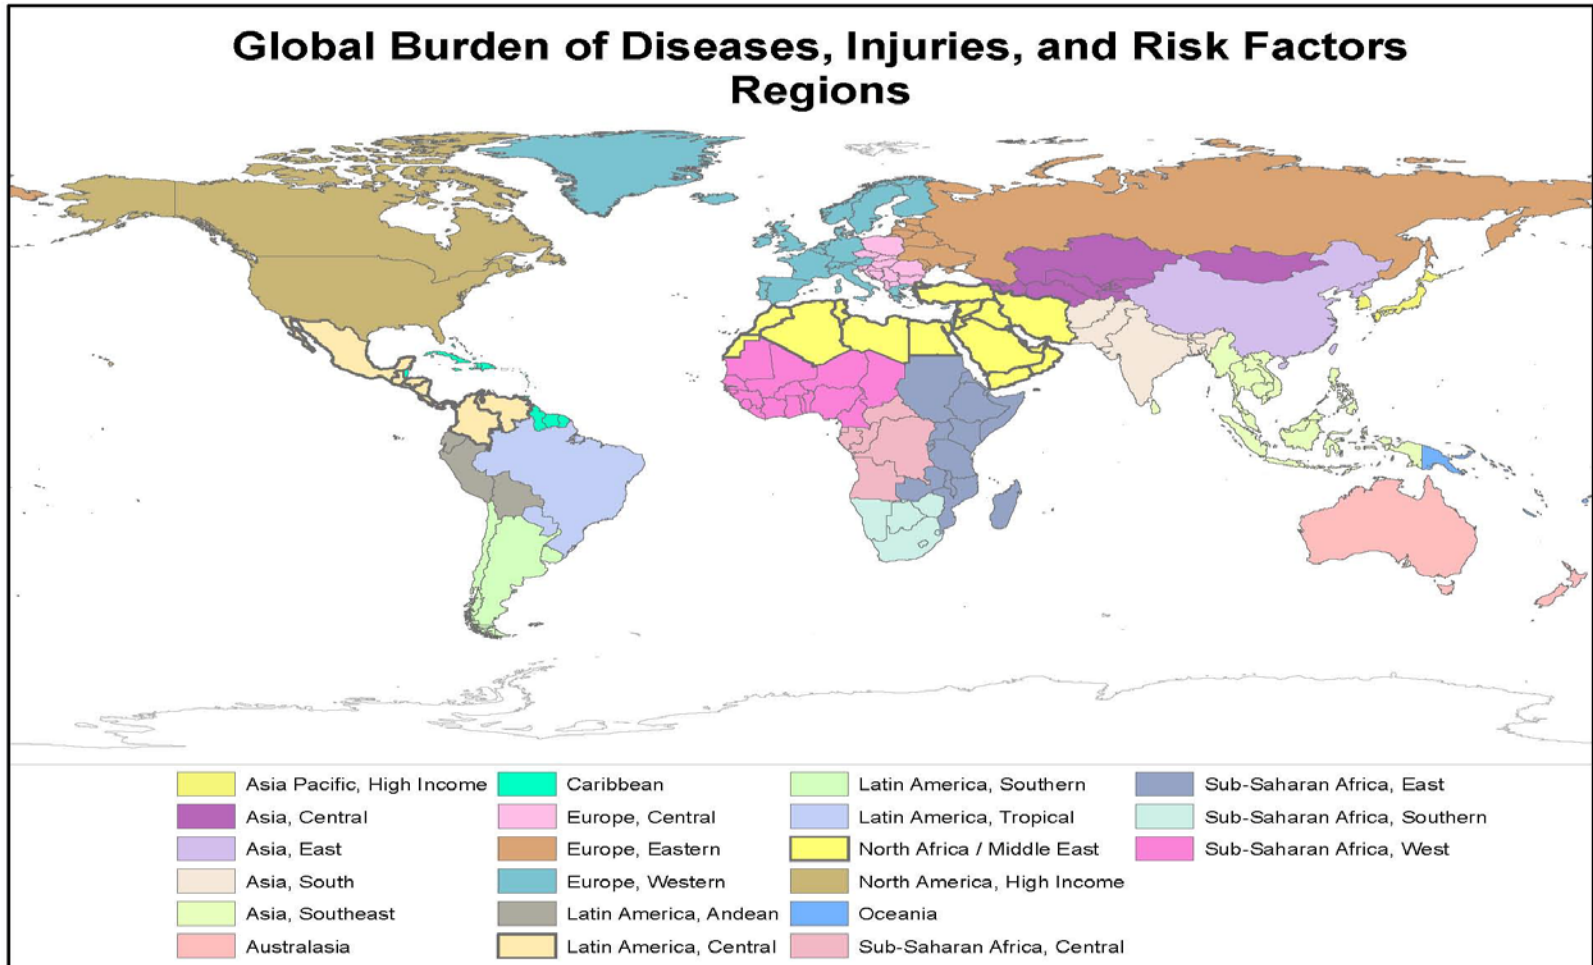 Global Burden of Diseases, Injuries, and Risk Factors
Regions
Asia Pacific, High Income
Asia, Central
Asia, East
Asia, South
Asia, Southeast
Australasia
Caribbean
Europe, Central
Europe, Eastern
Europe, Western
Latin America, Andean
Latin America, Central
Latin America, Southern
Latin America, Tropical
North Africa / Middle East
North America, High Income
Oceania
Sub-Saharan Africa, Central
Sub-Saharan Africa, East
Sub-Saharan Africa, Southern
Sub-Saharan Africa, West